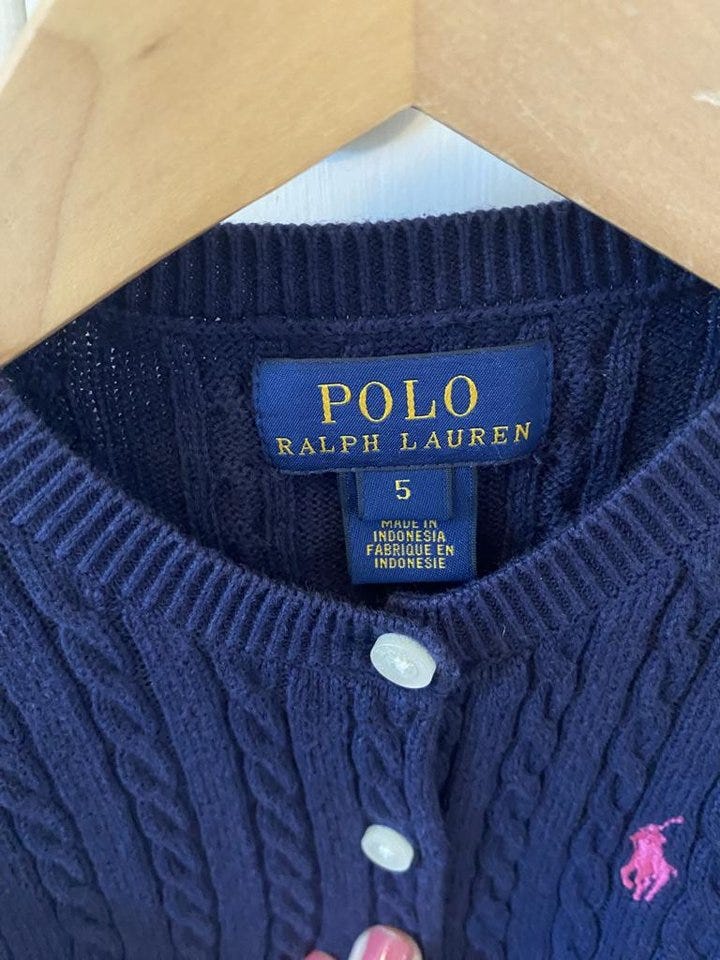 POLO
RALPH LAUREN
5
MADE IN
INDONESIA
FABRIQUE EN
INDONESIE